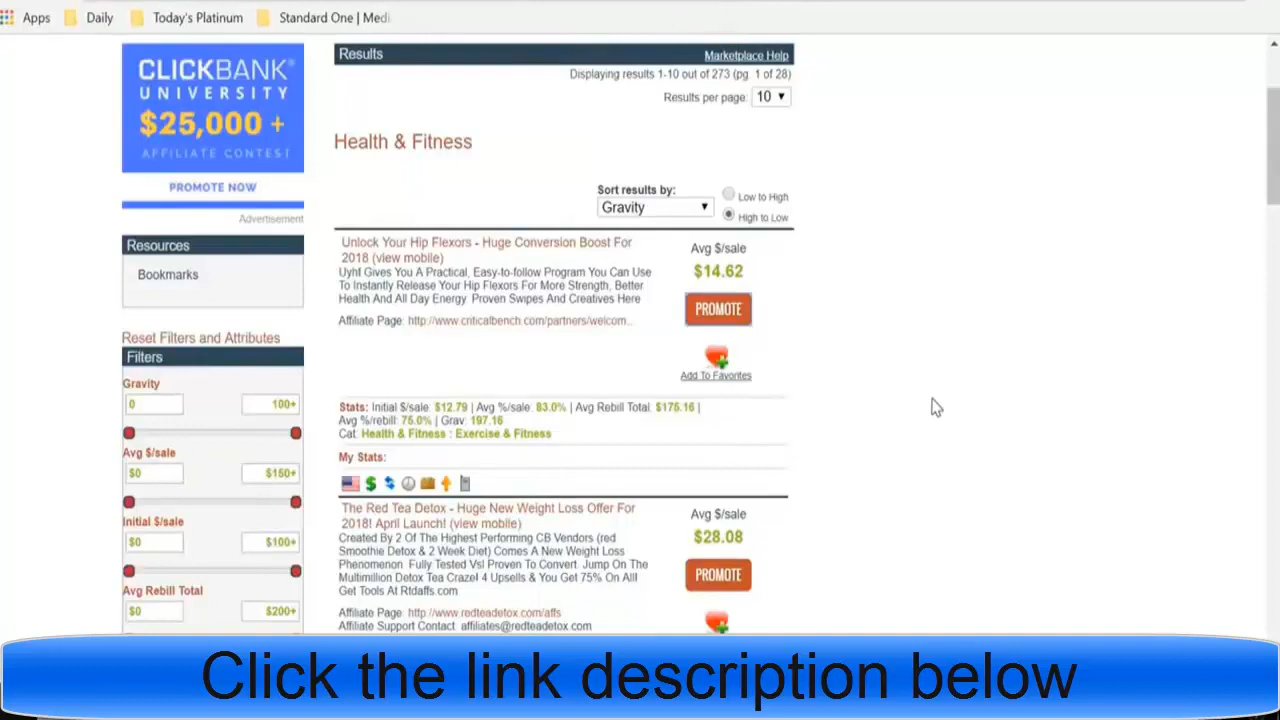 Apps
Daily
Today's Platinum
Standard One | Medi
CLICKBANK®
UNIVERSITY
$25,000 +
AFFILIATE CONTEST
PROMOTE NOW
Advertisement
Resources
Bookmarks
Reset Filters and Attributes
Filters
Gravity
0 100+
Avg $/sale
$0 $150+
Initial $/sale
$0 $100+
Avg Rebill Total
$0 $200+
Results Marketplace Help
Displaying results 1-10 out of 273 (pg. 1 of 28)
Results per page: 10
Health & Fitness
Sort results by:
Gravity
Low to High
High to Low
Unlock Your Hip Flexors - Huge Conversion Boost For
2018 (view mobile)
Uyhf Gives You A Practical, Easy-to-follow Program You Can Use
To Instantly Release Your Hip Flexors For More Strength, Better
Health And All Day Energy. Proven Swipes And Creatives Here
Affiliate Page: http://www.criticalbench.com/partners/welcom...
Avg $/sale
$14.62
PROMOTE
Add To Favorites
Stats: Initial $/sale: $12.79 | Avg %/sale: 83.0% | Avg Rebill Total: $175.16 |
Avg %/rebill: 75.0% | Grav: 197.16
Cat: Health & Fitness : Exercise & Fitness
My Stats:
The Red Tea Detox - Huge New Weight Loss Offer For
2018! April Launch! (view mobile)
Created By 2 Of The Highest Performing CB Vendors (red
Smoothie Detox & 2 Week Diet) Comes A New Weight Loss
Phenomenon. Fully Tested Vsl Proven To Convert. Jump On The
Multimillion Detox Tea Craze! 4 Upsells & You Get 75% On All!
Get Tools At Rtdaffs.com
Affiliate Page: http://www.redteadetox.com/affs
Affiliate Support Contact: affiliates@redteadetox.com
Avg $/sale
$28.08
PROMOTE
Click the link description below